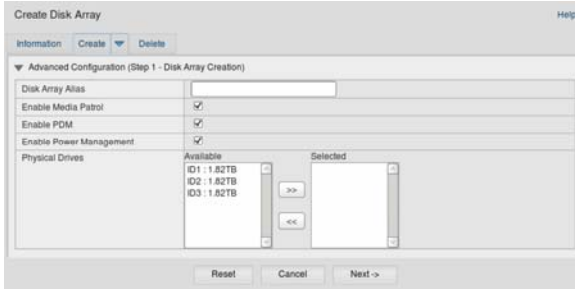 Create Disk Array
Help
Information Create Delete
Advanced Configuration (Step 1 - Disk Array Creation)
Disk Array Alias
Enable Media Patrol
Enable PDM
Enable Power Management
Physical Drives Available Selected
ID1 : 1.82TB
ID2 : 1.82TB
ID3 : 1.82TB
>>
<<
Reset Cancel Next ->